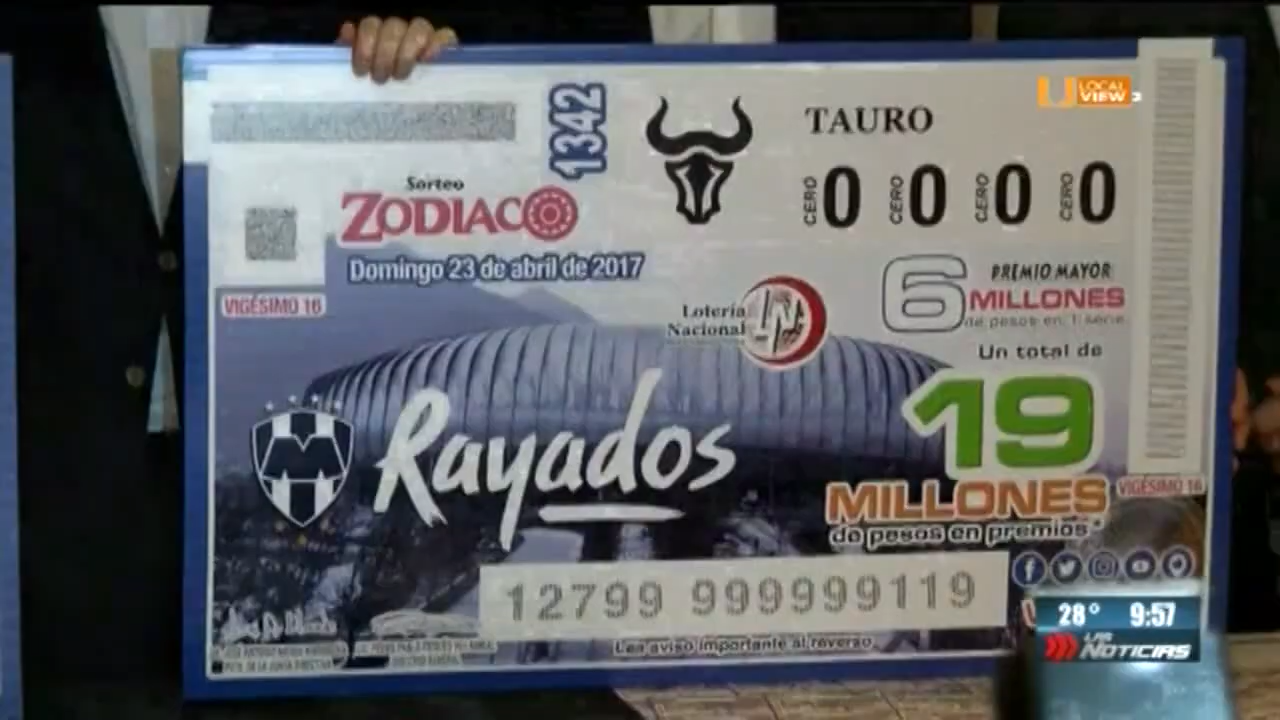 LOCAL
VIEW
1342
TAURO
CERO 0 CERO 0 CERO 0 CERO 0
Sorteo
ZODIACO
Domingo 23 de abril de 2017
VIGÉSIMO 16
Lotería
Nacional
LN
6 PREMIO MAYOR
MILLONES
de pesos en 1 serie
Un total de
19
MILLONES
de pesos en premios*
VIGÉSIMO 16
M
Rayados
12799 999999119
Lea aviso importante al reverso
28° 9:57
LAS
NOTICIAS